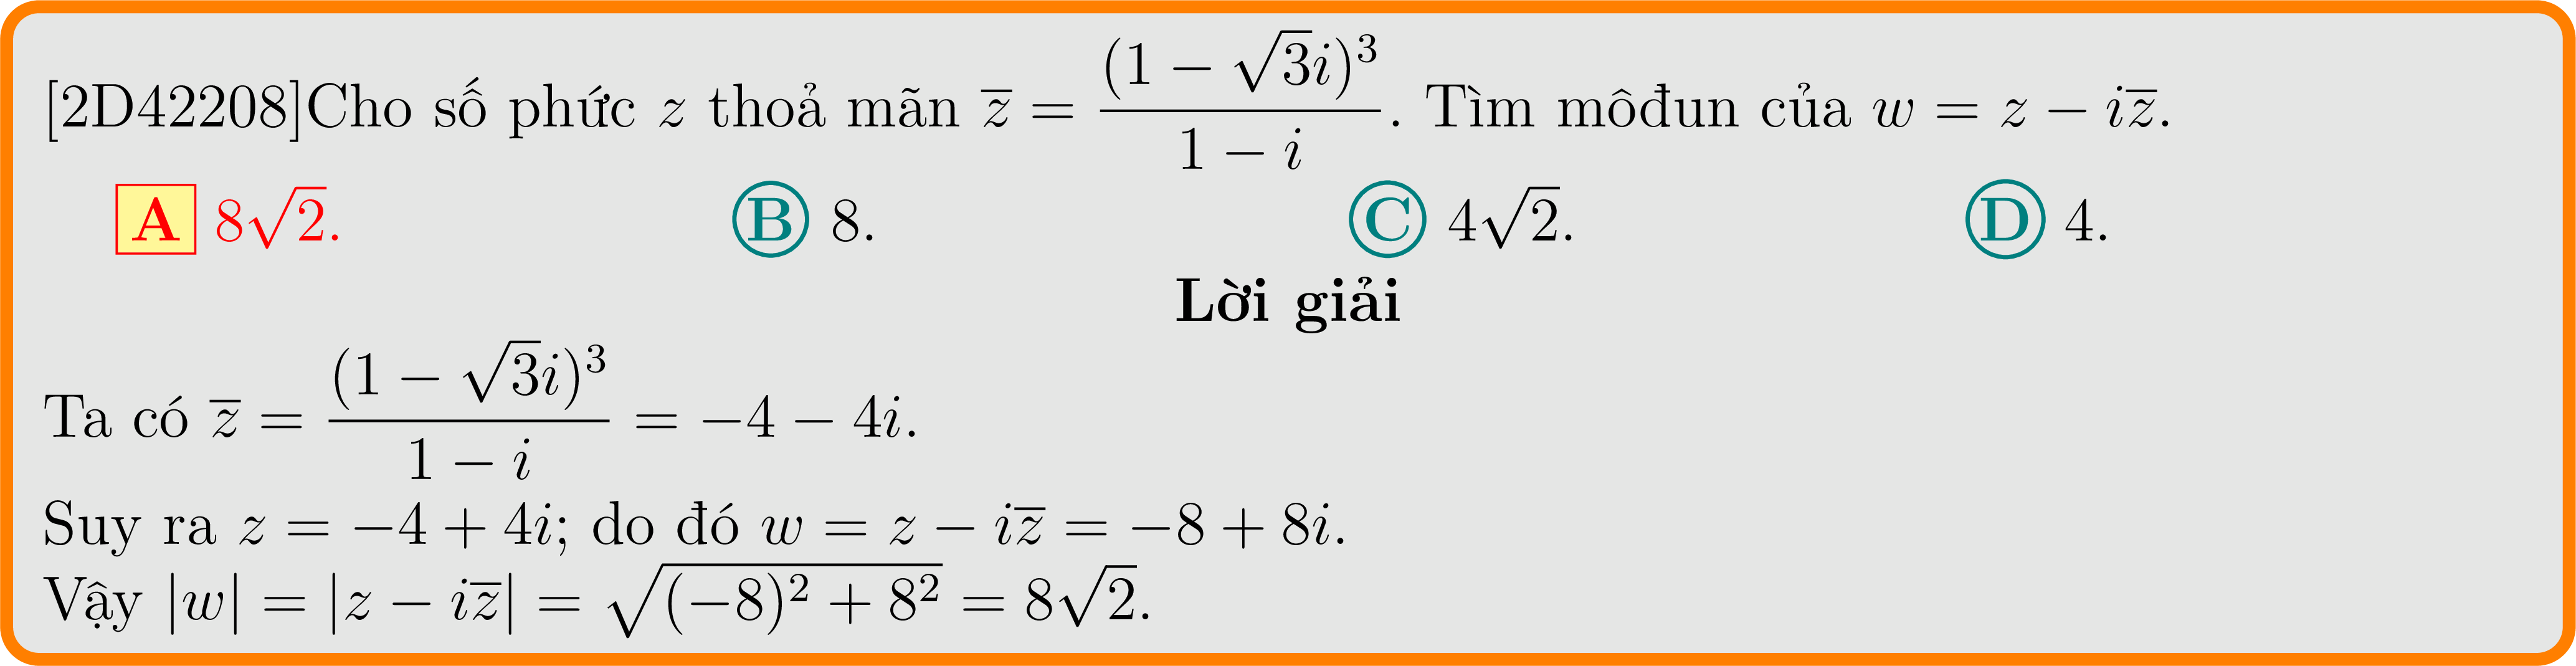 [2D42208]Cho số phức $z$ thoả mãn $\overline{z} = \dfrac{(1 - \sqrt{3}i)^3}{1 - i}$. Tìm môđun của $w = z - i\overline{z}$.
A $8\sqrt{2}$. B 8. C $4\sqrt{2}$. D 4.
Lời giải
Ta có $\overline{z} = \dfrac{(1 - \sqrt{3}i)^3}{1 - i} = -4 - 4i$.
Suy ra $z = -4 + 4i$; do đó $w = z - i\overline{z} = -8 + 8i$.
Vậy $|w| = |z - i\overline{z}| = \sqrt{(-8)^2 + 8^2} = 8\sqrt{2}$.